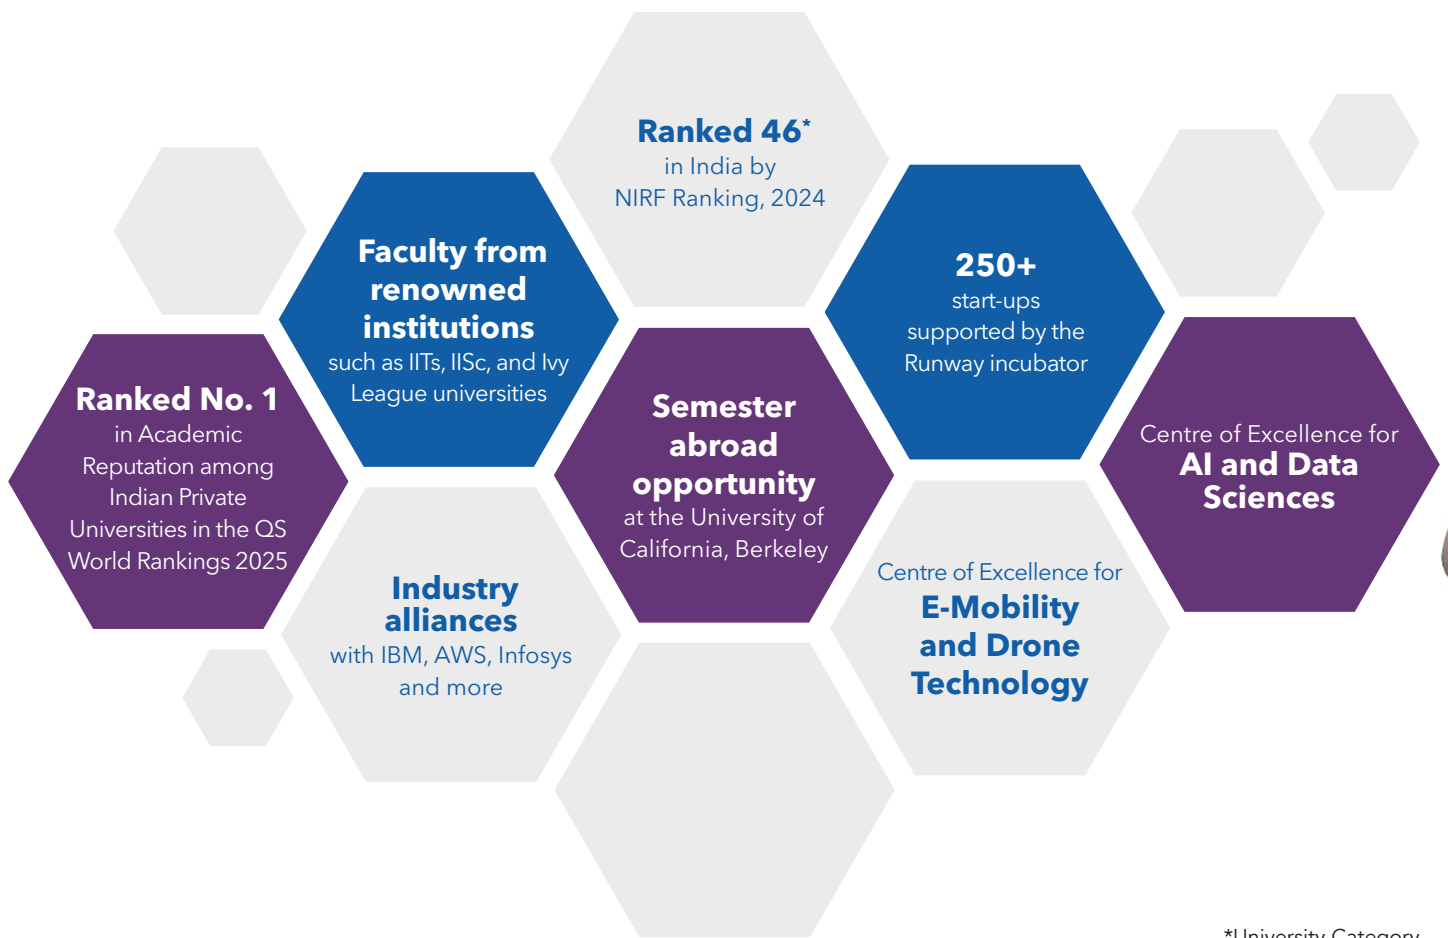 Ranked 46*
in India by
NIRF Ranking, 2024
Faculty from
renowned
institutions
such as IITs, IISc, and Ivy
League universities
250+
start-ups
supported by the
Runway incubator
Ranked No. 1
in Academic
Reputation among
Indian Private
Universities in the QS
World Rankings 2025
Semester
abroad
opportunity
at the University of
California, Berkeley
Centre of Excellence for
AI and Data
Sciences
Industry
alliances
with IBM, AWS, Infosys
and more
Centre of Excellence for
E-Mobility
and Drone
Technology
*University Category